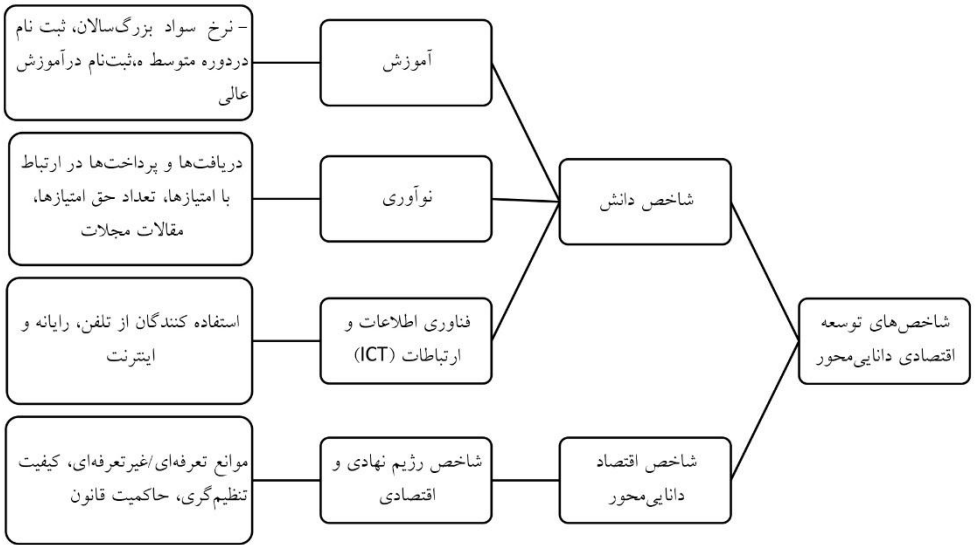 شاخص‌های توسعه
اقتصادی دانایی‌محور
شاخص دانش
آموزش
- نرخ سواد بزرگ‌سالان، ثبت نام
دردوره متوسط ه،ثبت‌نام درآموزش
عالی
نوآوری
دریافت‌ها و پرداخت‌ها در ارتباط
با امتیازها، تعداد حق امتیازها،
مقالات مجلات
فناوری اطلاعات و
ارتباطات (ICT)
استفاده کنندگان از تلفن، رایانه و
اینترنت
شاخص اقتصاد
دانایی‌محور
شاخص رژیم نهادی و
اقتصادی
موانع تعرفه‌ای/غیرتعرفه‌ای، کیفیت
تنظیم‌گری، حاکمیت قانون